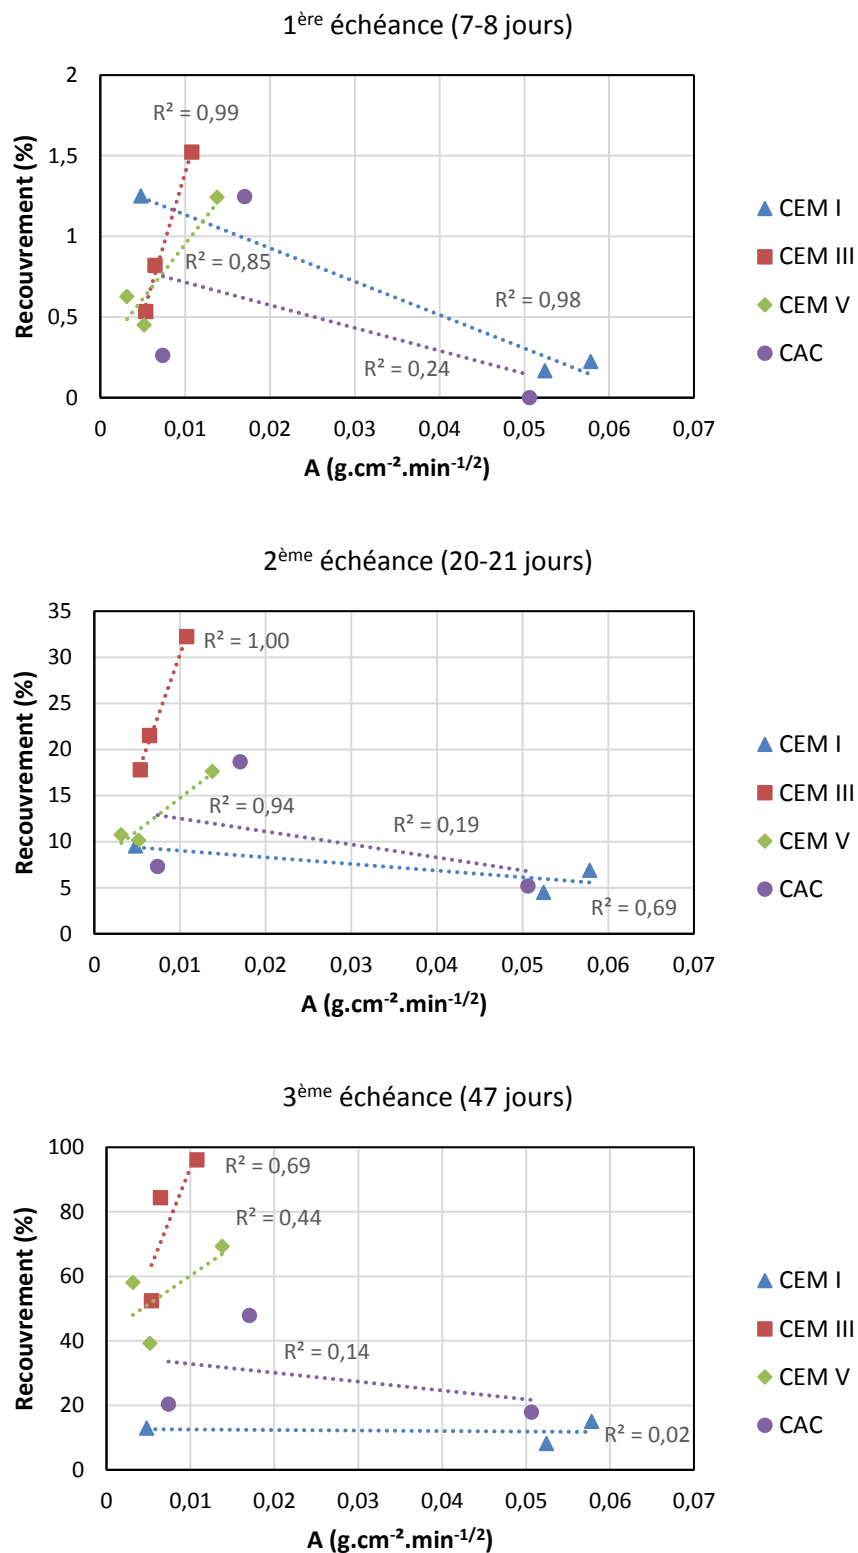 1ère échéance (7-8 jours)
2
1,5
1
0,5
0
Recouvrement (%)
R² = 0,99
R² = 0,85
R² = 0,98
R² = 0,24
0 0,01 0,02 0,03 0,04 0,05 0,06 0,07
A (g.cm⁻².min⁻¹/²)
CEM I
CEM III
CEM V
CAC
2ème échéance (20-21 jours)
35
30
25
20
15
10
5
0
Recouvrement (%)
R² = 1,00
R² = 0,94
R² = 0,19
R² = 0,69
0 0,01 0,02 0,03 0,04 0,05 0,06 0,07
A (g.cm⁻².min⁻¹/²)
CEM I
CEM III
CEM V
CAC
3ème échéance (47 jours)
100
80
60
40
20
0
Recouvrement (%)
R² = 0,69
R² = 0,44
R² = 0,14
R² = 0,02
0 0,01 0,02 0,03 0,04 0,05 0,06 0,07
A (g.cm⁻².min⁻¹/²)
CEM I
CEM III
CEM V
CAC